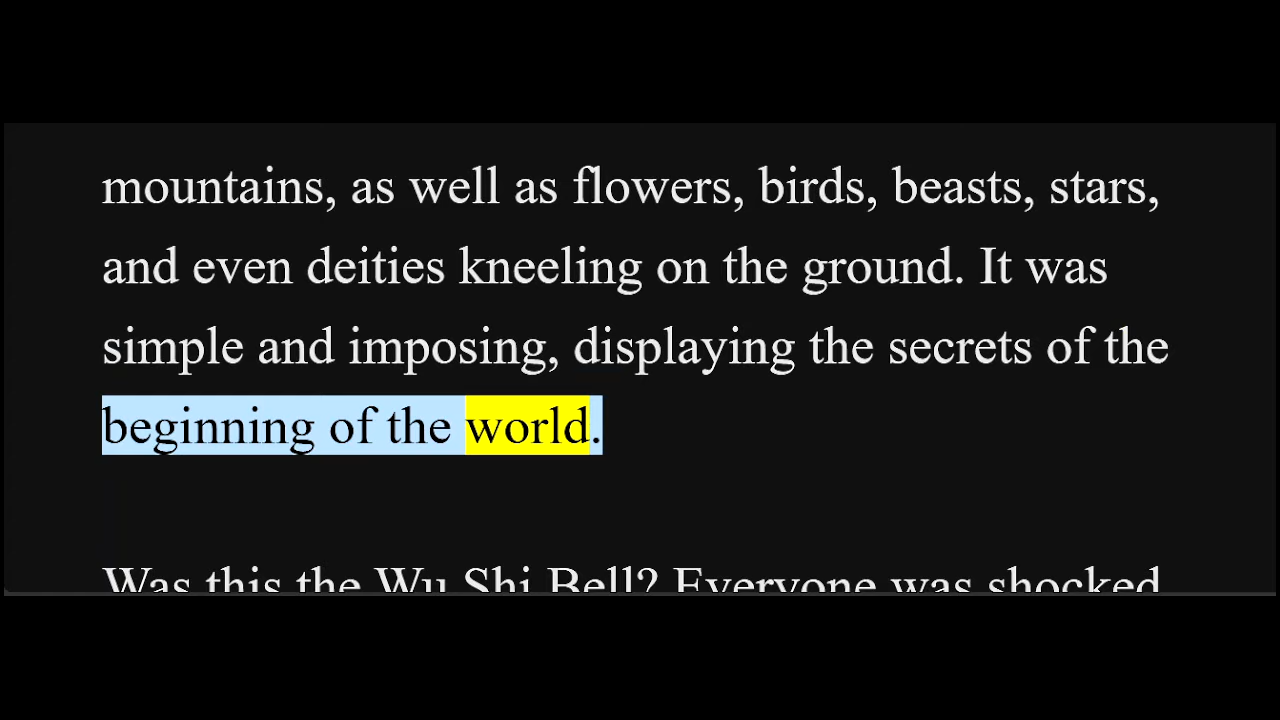 mountains, as well as flowers, birds, beasts, stars,
and even deities kneeling on the ground. It was
simple and imposing, displaying the secrets of the
beginning of the world.
Was this the Wu Shi Bell? Everyone was shocked